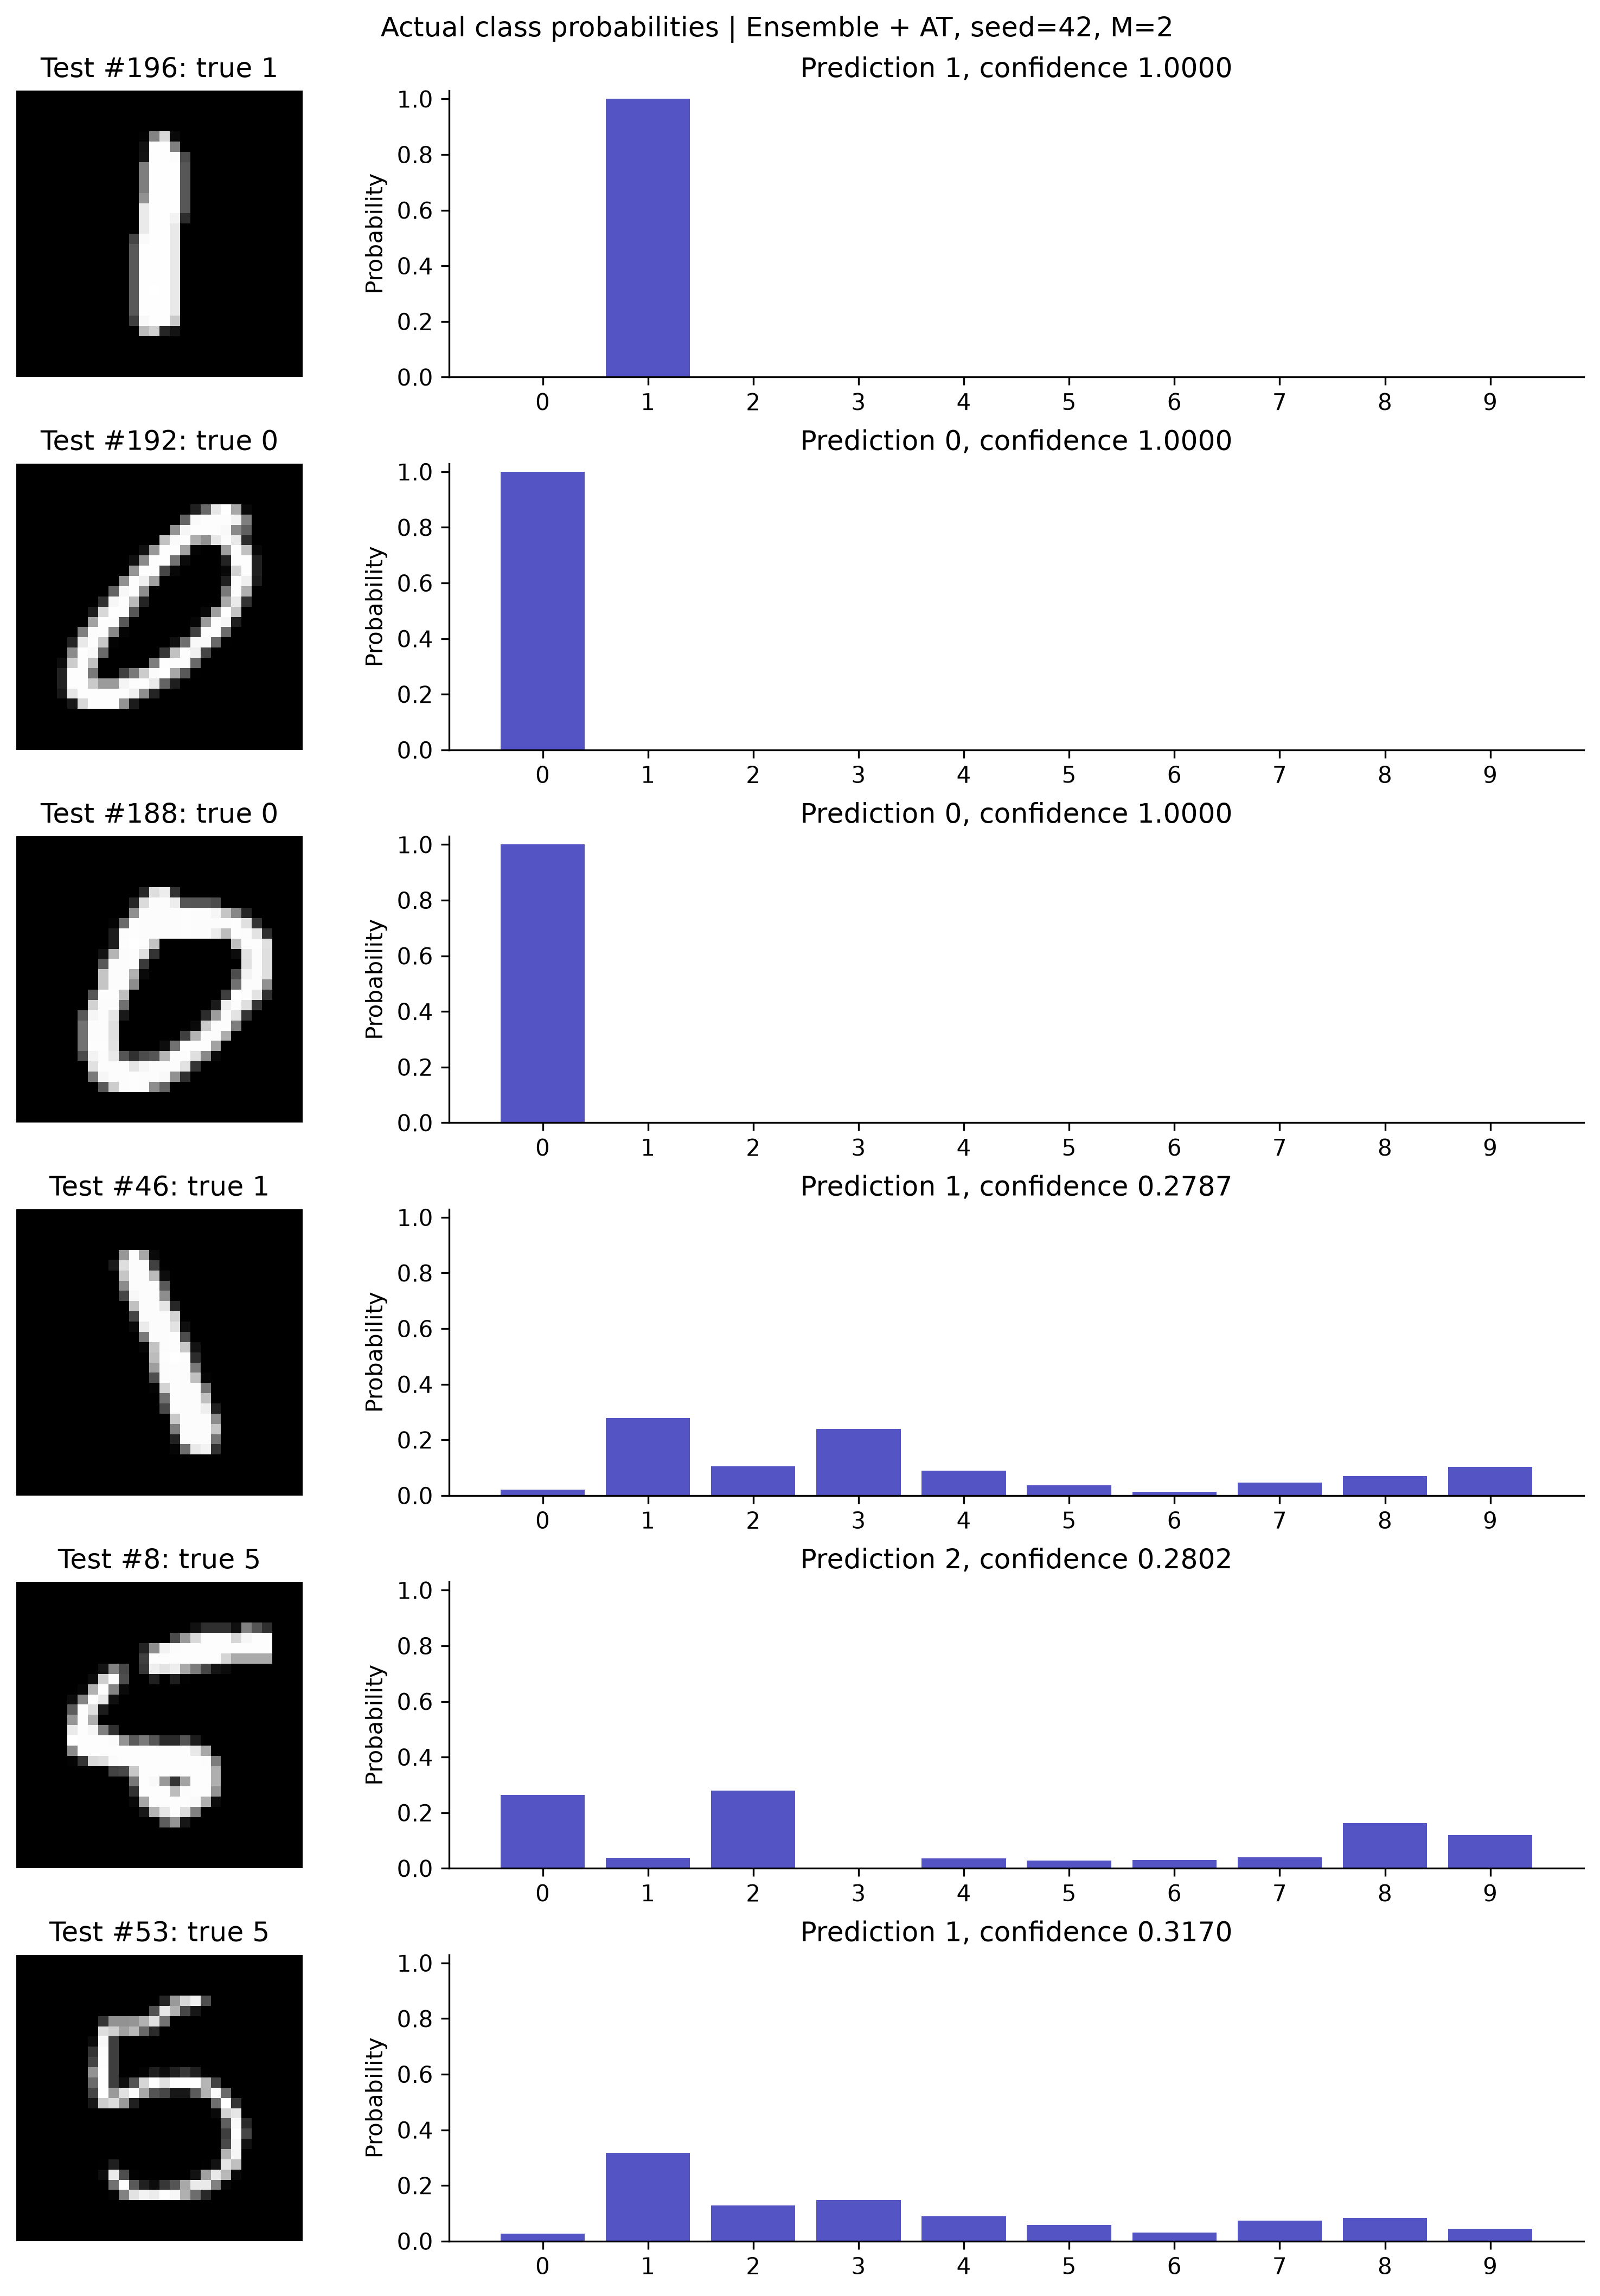 Actual class probabilities | Ensemble + AT, seed=42, M=2
Test #196: true 1
Prediction 1, confidence 1.0000
1
Probability
1.0
0.8
0.6
0.4
0.2
0.0
0 1 2 3 4 5 6 7 8 9
Test #192: true 0
Prediction 0, confidence 1.0000
0
Probability
1.0
0.8
0.6
0.4
0.2
0.0
0 1 2 3 4 5 6 7 8 9
Test #188: true 0
Prediction 0, confidence 1.0000
0
Probability
1.0
0.8
0.6
0.4
0.2
0.0
0 1 2 3 4 5 6 7 8 9
Test #46: true 1
Prediction 1, confidence 0.2787
1
Probability
1.0
0.8
0.6
0.4
0.2
0.0
0 1 2 3 4 5 6 7 8 9
Test #8: true 5
Prediction 2, confidence 0.2802
5
Probability
1.0
0.8
0.6
0.4
0.2
0.0
0 1 2 3 4 5 6 7 8 9
Test #53: true 5
Prediction 1, confidence 0.3170
5
Probability
1.0
0.8
0.6
0.4
0.2
0.0
0 1 2 3 4 5 6 7 8 9